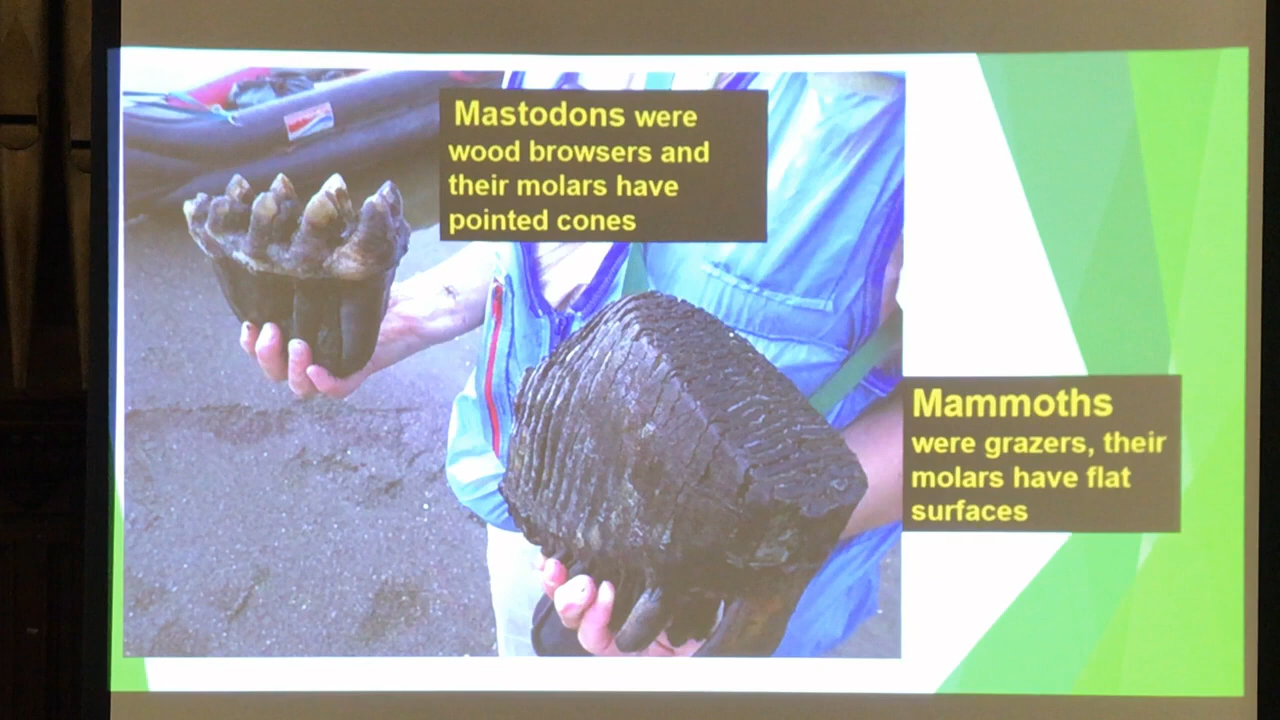 Mastodons were
wood browsers and
their molars have
pointed cones
Mammoths
were grazers, their
molars have flat
surfaces